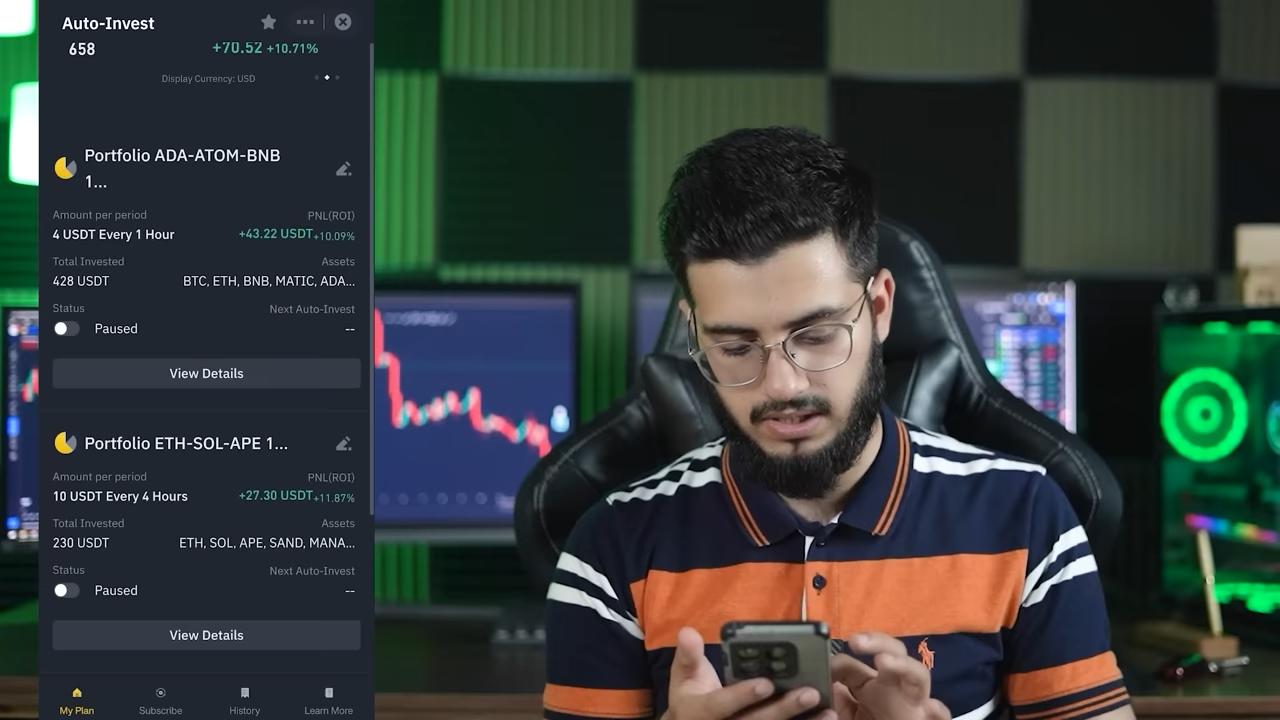 Auto-Invest
658
+70.52 +10.71%
Display Currency: USD
Portfolio ADA-ATOM-BNB
1...
Amount per period
PNL(ROI)
4 USDT Every 1 Hour
+43.22 USDT+10.09%
Total Invested
Assets
428 USDT
BTC, ETH, BNB, MATIC, ADA...
Status
Next Auto-Invest
Paused
--
View Details
Portfolio ETH-SOL-APE 1...
Amount per period
PNL(ROI)
10 USDT Every 4 Hours
+27.30 USDT+11.87%
Total Invested
Assets
230 USDT
ETH, SOL, APE, SAND, MANA...
Status
Next Auto-Invest
Paused
--
View Details
My Plan
Subscribe
History
Learn More